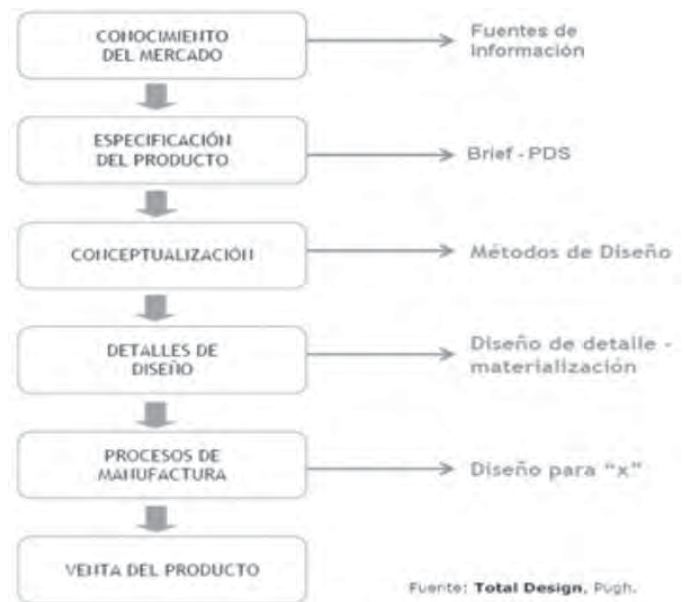 CONOCIMIENTO
DEL MERCADO
Fuentes de
Información
ESPECIFICACIÓN
DEL PRODUCTO
Brief - PDS
CONCEPTUALIZACIÓN
Métodos de Diseño
DETALLES DE
DISEÑO
Diseño de detalle -
materialización
PROCESOS DE
MANUFACTURA
Diseño para “x”
VENTA DEL PRODUCTO
Fuente: Total Design, Pugh.